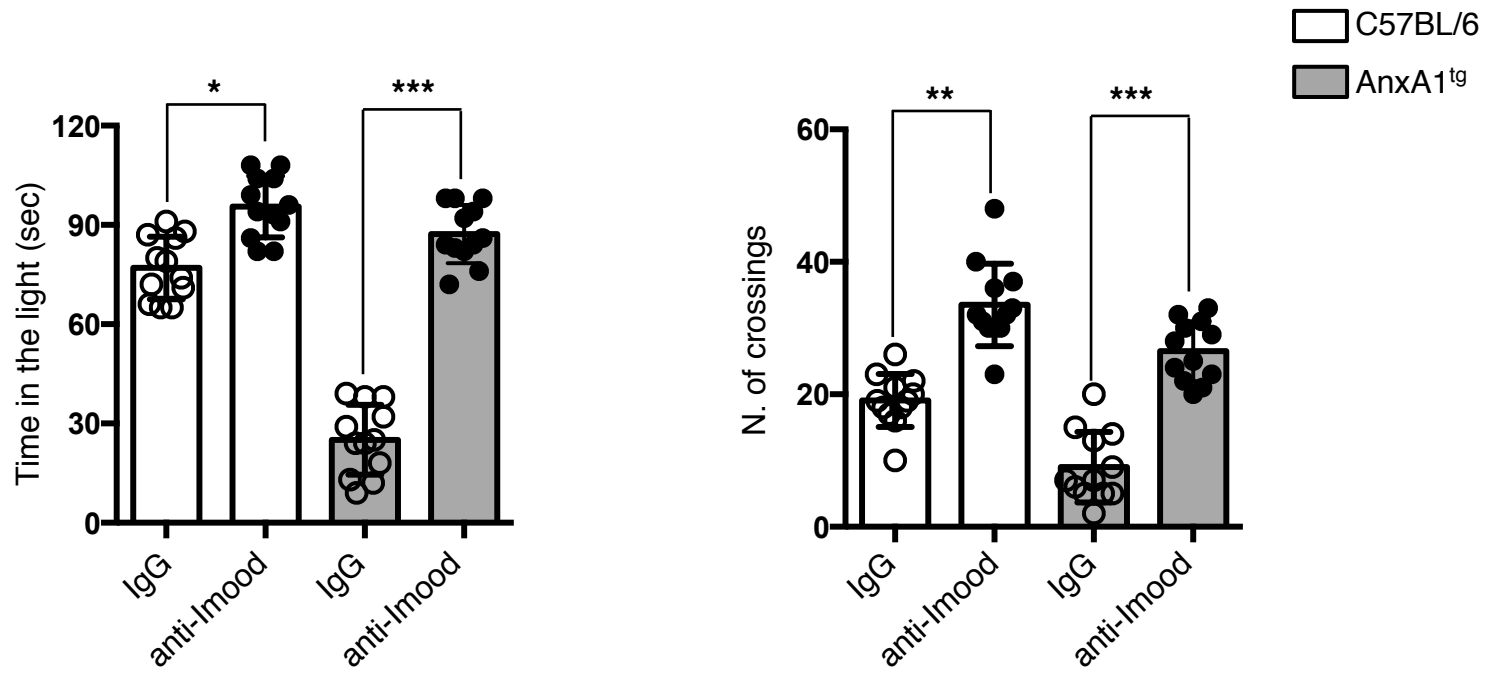 C57BL/6
AnxA1tg
* ***
120
90
60
30
0
Time in the light (sec)
IgG
anti-Imood
IgG
anti-Imood
** ***
60
40
20
0
N. of crossings
IgG
anti-Imood
IgG
anti-Imood